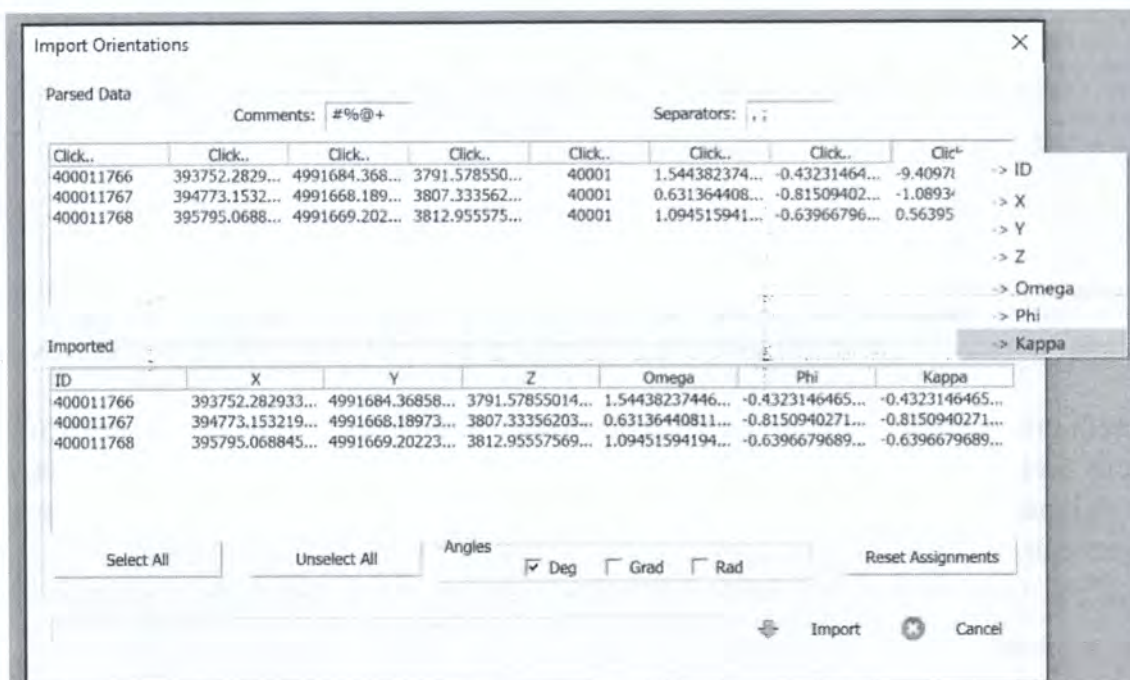 Import Orientations
Parsed Data
Comments: #%@+ Separators: , ;
Click.. Click.. Click.. Click.. Click.. Click.. Click..
400011766 393752.2829... 4991684.368... 3791.578550... 40001 1.544382374... -0.43231464...
400011767 394773.1532... 4991668.189... 3807.333562... 40001 0.631364408... -0.81509402... -1.0893
400011768 395795.0688... 4991669.202... 3812.955575... 40001 1.094515941... -0.63966796... 0.56395
-> ID
-> X
-> Y
-> Z
-> Omega
-> Phi
-> Kappa
Imported
ID X Y Z Omega Phi Kappa
400011766 393752.282933... 4991684.36858... 3791.57855014... 1.54438237446... -0.4323146465... -0.4323146465...
400011767 394773.153219... 4991668.18973... 3807.33356203... 0.63136440811... -0.8150940271... -0.8150940271...
400011768 395795.068845... 4991669.20223... 3812.95557569... 1.09451594194... -0.6396679689... -0.6396679689...
Select All Unselect All Angles Deg Grad Rad Reset Assignments
Import Cancel